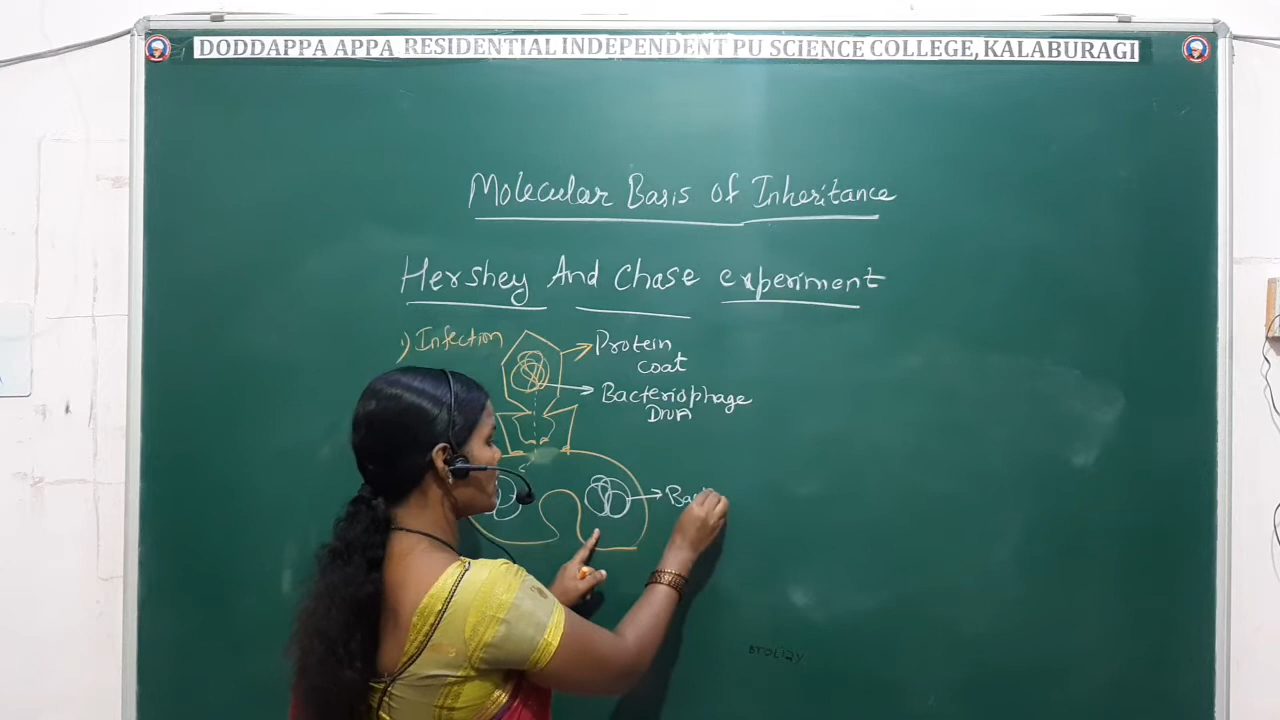 DODDAPPA APPA RESIDENTIAL INDEPENDENT PU SCIENCE COLLEGE, KALABURAGI
Molecular Basis of Inheritance
Hershey And Chase experiment
1) Infection
Protein
coat
Bacteriophage
DNA